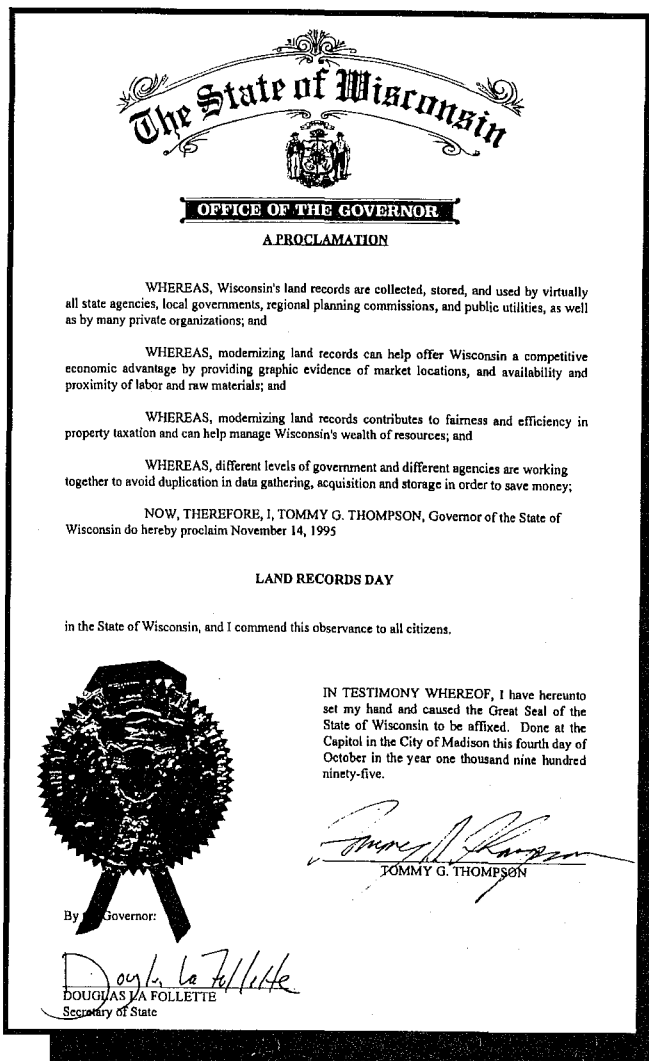 The State of Wisconsin
OFFICE OF THE GOVERNOR
A PROCLAMATION
WHEREAS, Wisconsin's land records are collected, stored, and used by virtually
all state agencies, local governments, regional planning commissions, and public utilities, as well
as by many private organizations; and
WHEREAS, modernizing land records can help offer Wisconsin a competitive
economic advantage by providing graphic evidence of market locations, and availability and
proximity of labor and raw materials; and
WHEREAS, modernizing land records contributes to fairness and efficiency in
property taxation and can help manage Wisconsin's wealth of resources; and
WHEREAS, different levels of government and different agencies are working
together to avoid duplication in data gathering, acquisition and storage in order to save money;
NOW, THEREFORE, I, TOMMY G. THOMPSON, Governor of the State of
Wisconsin do hereby proclaim November 14, 1995
LAND RECORDS DAY
in the State of Wisconsin, and I commend this observance to all citizens.
IN TESTIMONY WHEREOF, I have hereunto
set my hand and caused the Great Seal of the
State of Wisconsin to be affixed. Done at the
Capitol in the City of Madison this fourth day of
October in the year one thousand nine hundred
ninety-five.
Tommy G. Thompson
TOMMY G. THOMPSON
By Governor:
Douglas La Follette
DOUGLAS LA FOLLETTE
Secretary of State